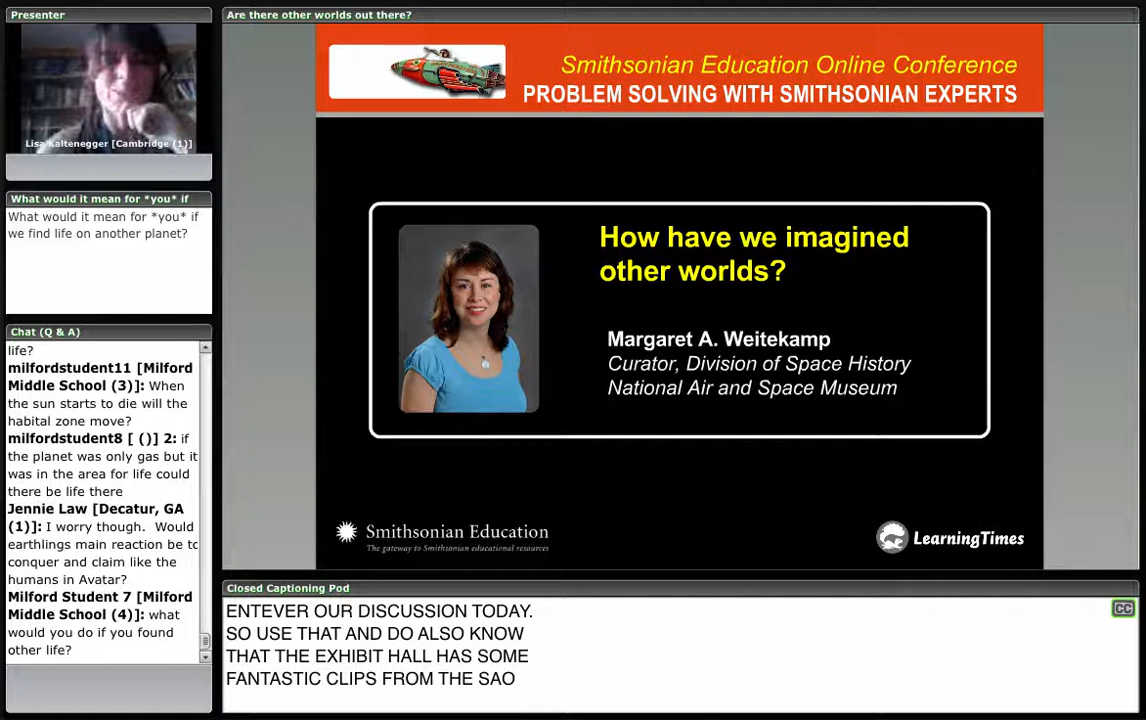 Presenter
Lisa Kaltenegger [Cambridge (1)]
What would it mean for *you* if
What would it mean for *you* if
we find life on another planet?
Chat (Q & A)
life?
milfordstudent11 [Milford
Middle School (3)]: When
the sun starts to die will the
habital zone move?
milfordstudent8 [ ()] 2: if
the planet was only gas but it
was in the area for life could
there be life there
Jennie Law [Decatur, GA
(1)]: I worry though. Would
earthlings main reaction be to
conquer and claim like the
humans in Avatar?
Milford Student 7 [Milford
Middle School (4)]: what
would you do if you found
other life?
Are there other worlds out there?
Smithsonian Education Online Conference
PROBLEM SOLVING WITH SMITHSONIAN EXPERTS
How have we imagined
other worlds?
Margaret A. Weitekamp
Curator, Division of Space History
National Air and Space Museum
Smithsonian Education
The gateway to Smithsonian educational resources
LearningTimes
Closed Captioning Pod
CC
ENTEVER OUR DISCUSSION TODAY.
SO USE THAT AND DO ALSO KNOW
THAT THE EXHIBIT HALL HAS SOME
FANTASTIC CLIPS FROM THE SAO